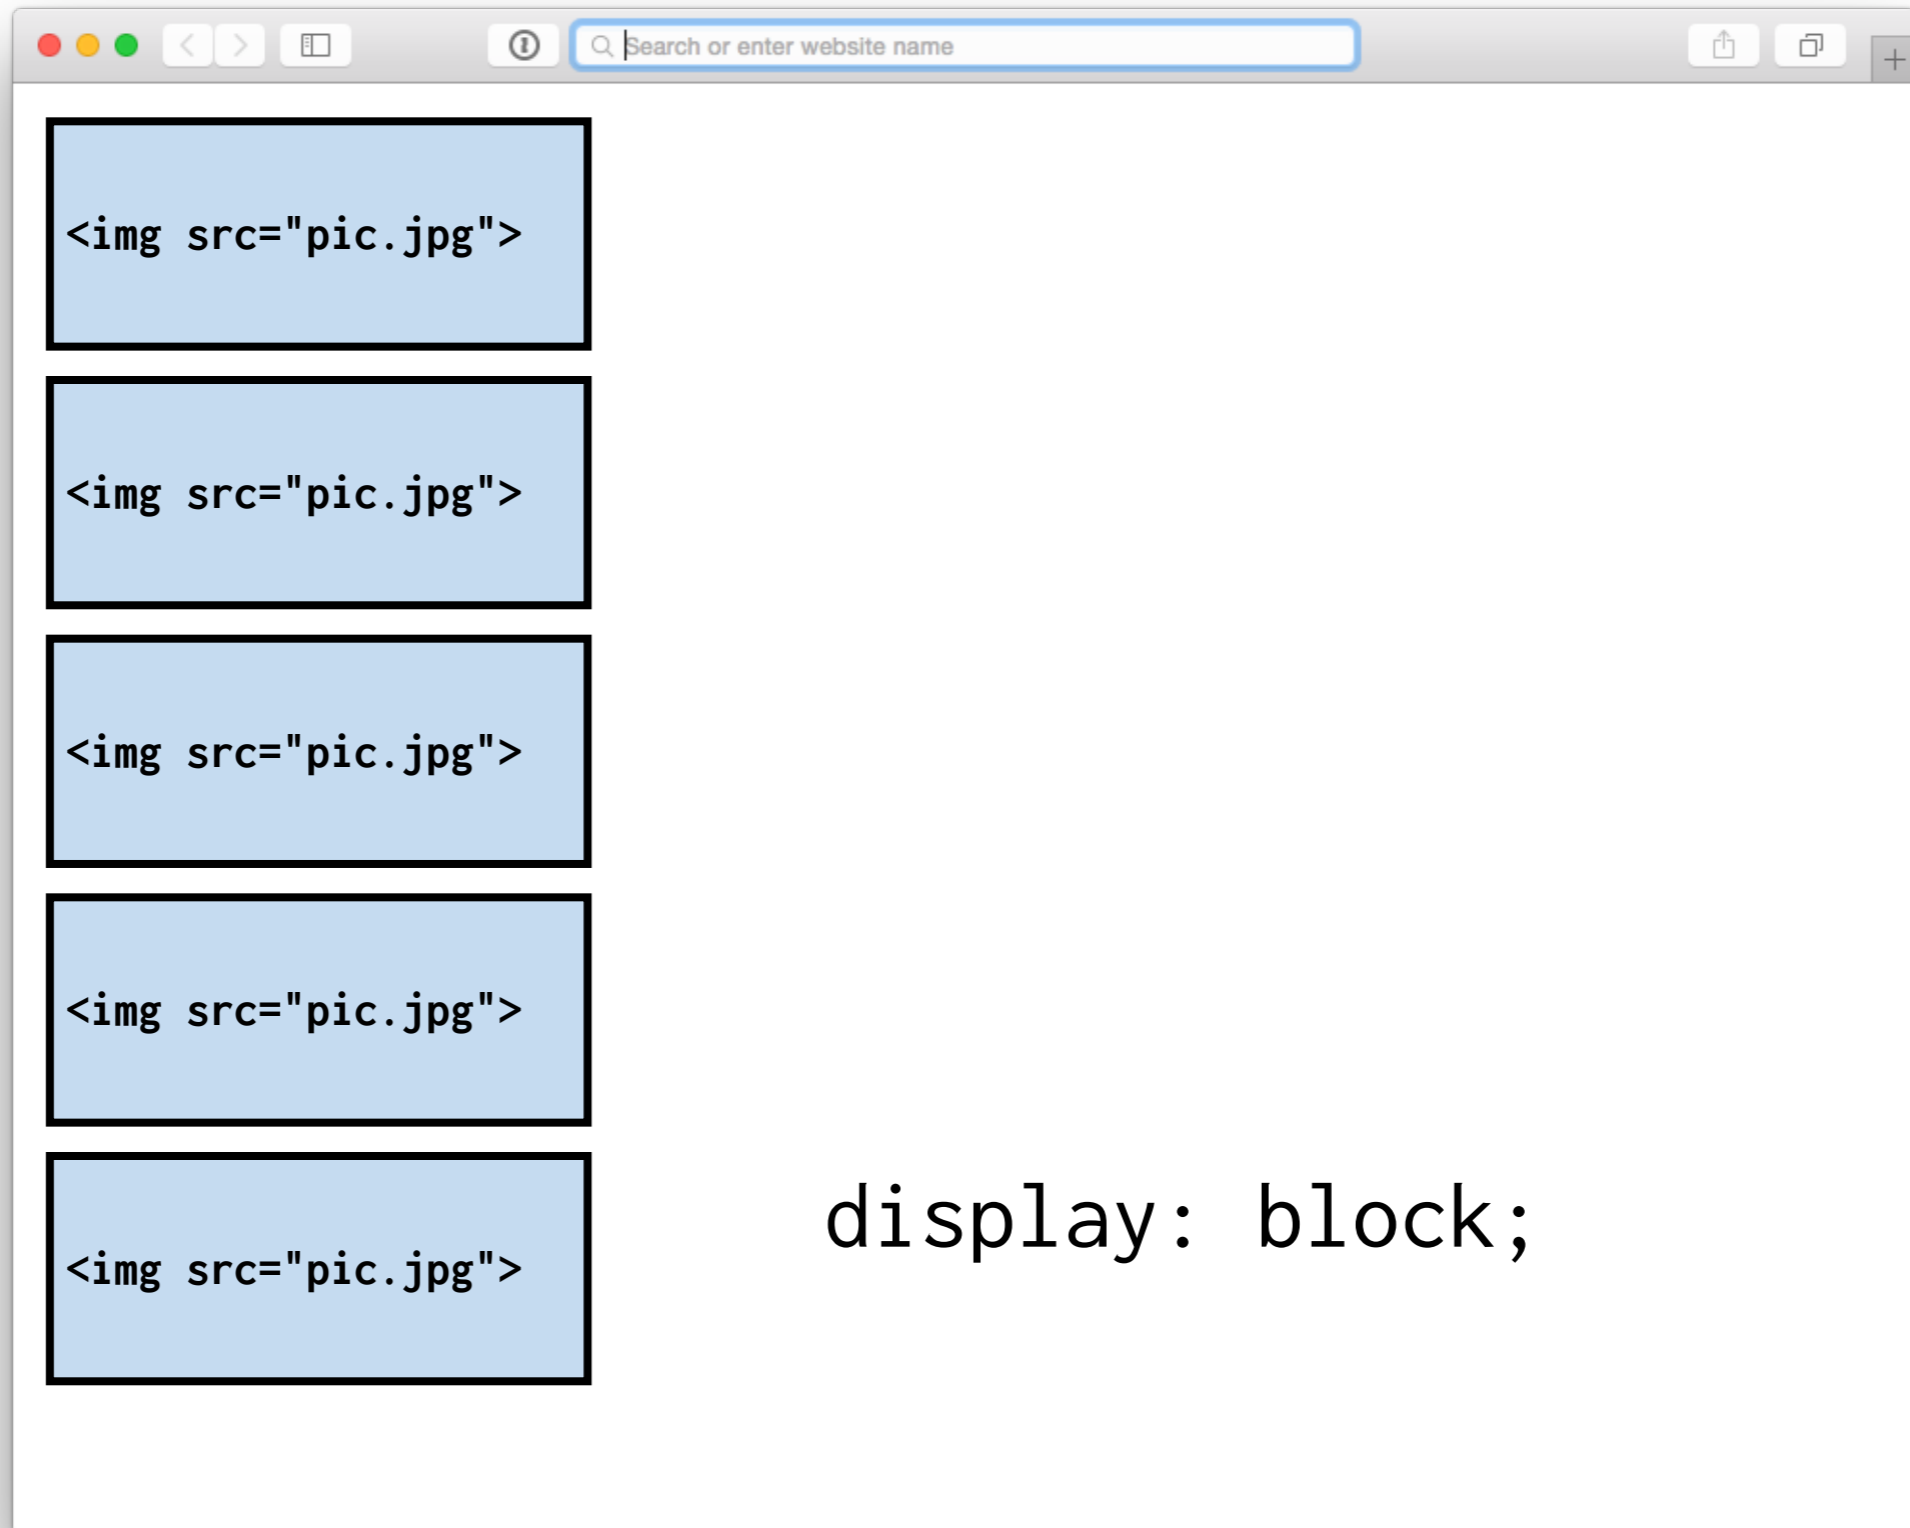 Search or enter website name
<img src="pic.jpg">
<img src="pic.jpg">
<img src="pic.jpg">
<img src="pic.jpg">
<img src="pic.jpg">
display: block;